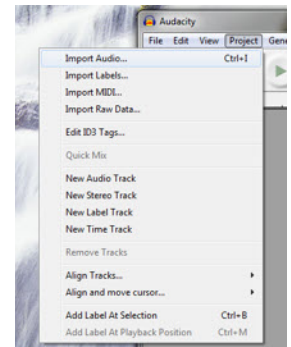 Audacity
File Edit View Project Gene
Import Audio... Ctrl+I
Import Labels...
Import MIDI...
Import Raw Data...
Edit ID3 Tags...
Quick Mix
New Audio Track
New Stereo Track
New Label Track
New Time Track
Remove Tracks
Align Tracks...
Align and move cursor...
Add Label At Selection Ctrl+B
Add Label At Playback Position Ctrl+M